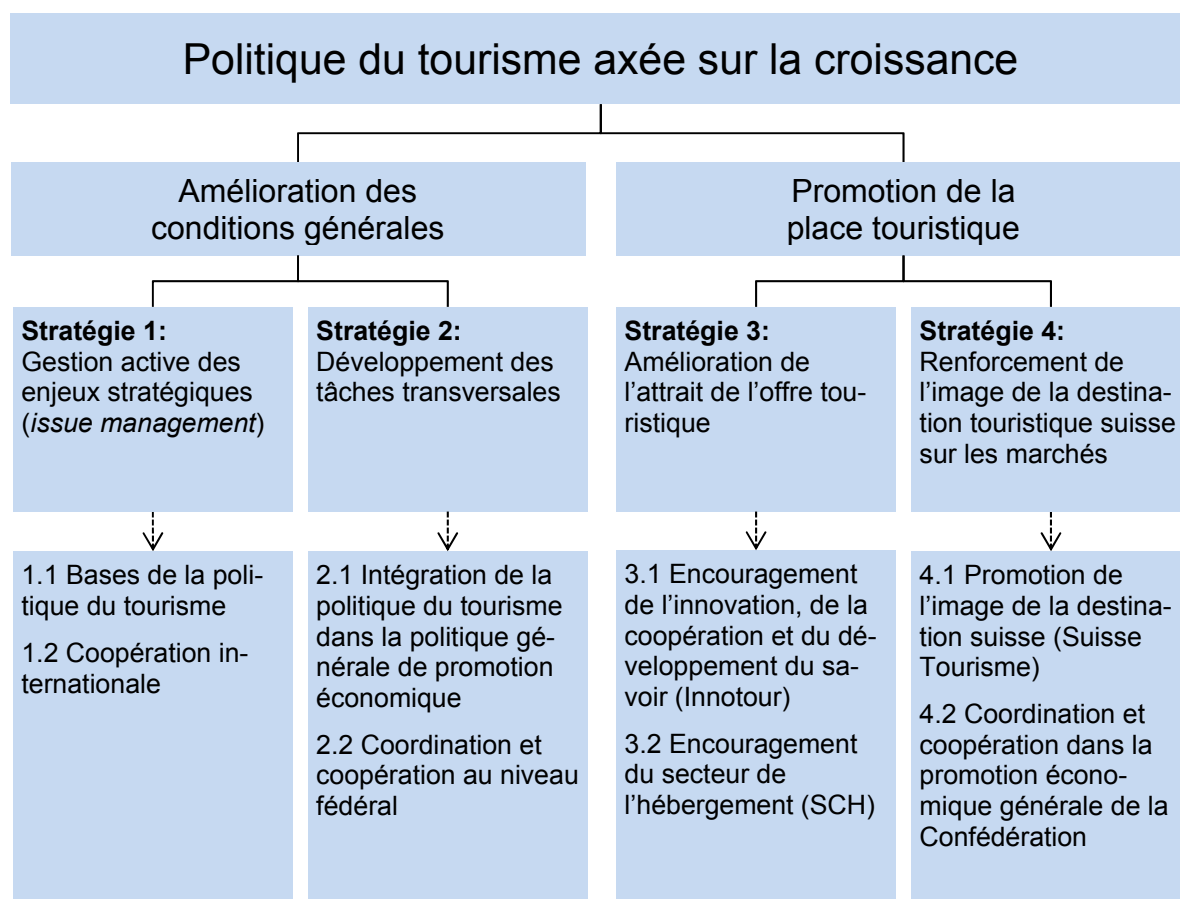 Politique du tourisme axée sur la croissance
Amélioration des
conditions générales
Promotion de la
place touristique
Stratégie 1:
Gestion active des
enjeux stratégiques
(issue management)
Stratégie 2:
Développement des
tâches transversales
Stratégie 3:
Amélioration de
l’attrait de l’offre tou-
ristique
Stratégie 4:
Renforcement de
l’image de la destina-
tion touristique suisse
sur les marchés
1.1 Bases de la poli-
tique du tourisme
1.2 Coopération in-
ternationale
2.1 Intégration de la
politique du tourisme
dans la politique gé-
nérale de promotion
économique
2.2 Coordination et
coopération au niveau
fédéral
3.1 Encouragement
de l’innovation, de la
coopération et du dé-
veloppement du sa-
voir (Innotour)
3.2 Encouragement
du secteur de
l’hébergement (SCH)
4.1 Promotion de
l’image de la destina-
tion suisse (Suisse
Tourisme)
4.2 Coordination et
coopération dans la
promotion écono-
mique générale de la
Confédération